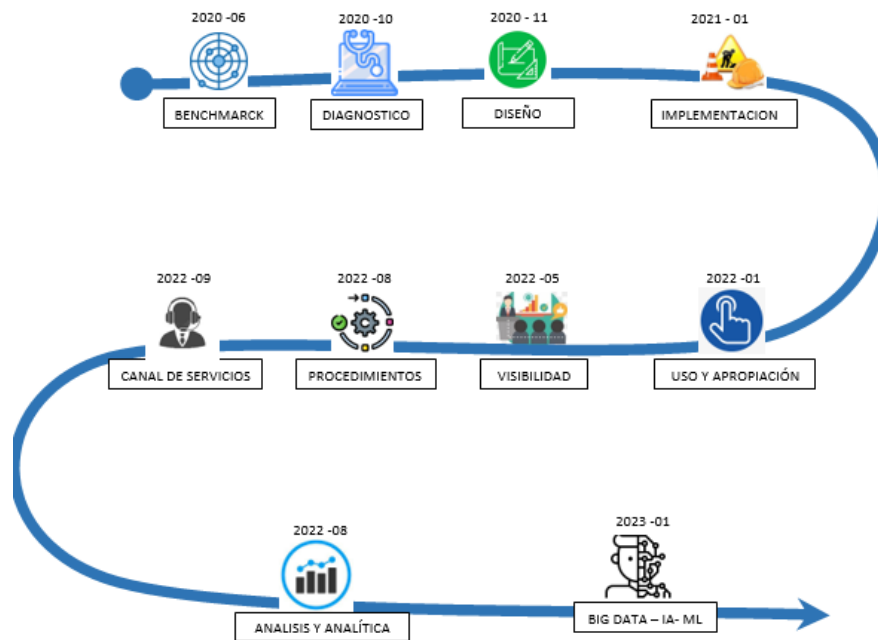 2020 -06
BENCHMARCK
2020 -10
DIAGNOSTICO
2020 - 11
DISEÑO
2021 - 01
IMPLEMENTACION
2022 -01
USO Y APROPIACIÓN
2022 -05
VISIBILIDAD
2022 -08
PROCEDIMIENTOS
2022 -09
CANAL DE SERVICIOS
2022 -08
ANALISIS Y ANALÍTICA
2023 -01
BIG DATA – IA- ML